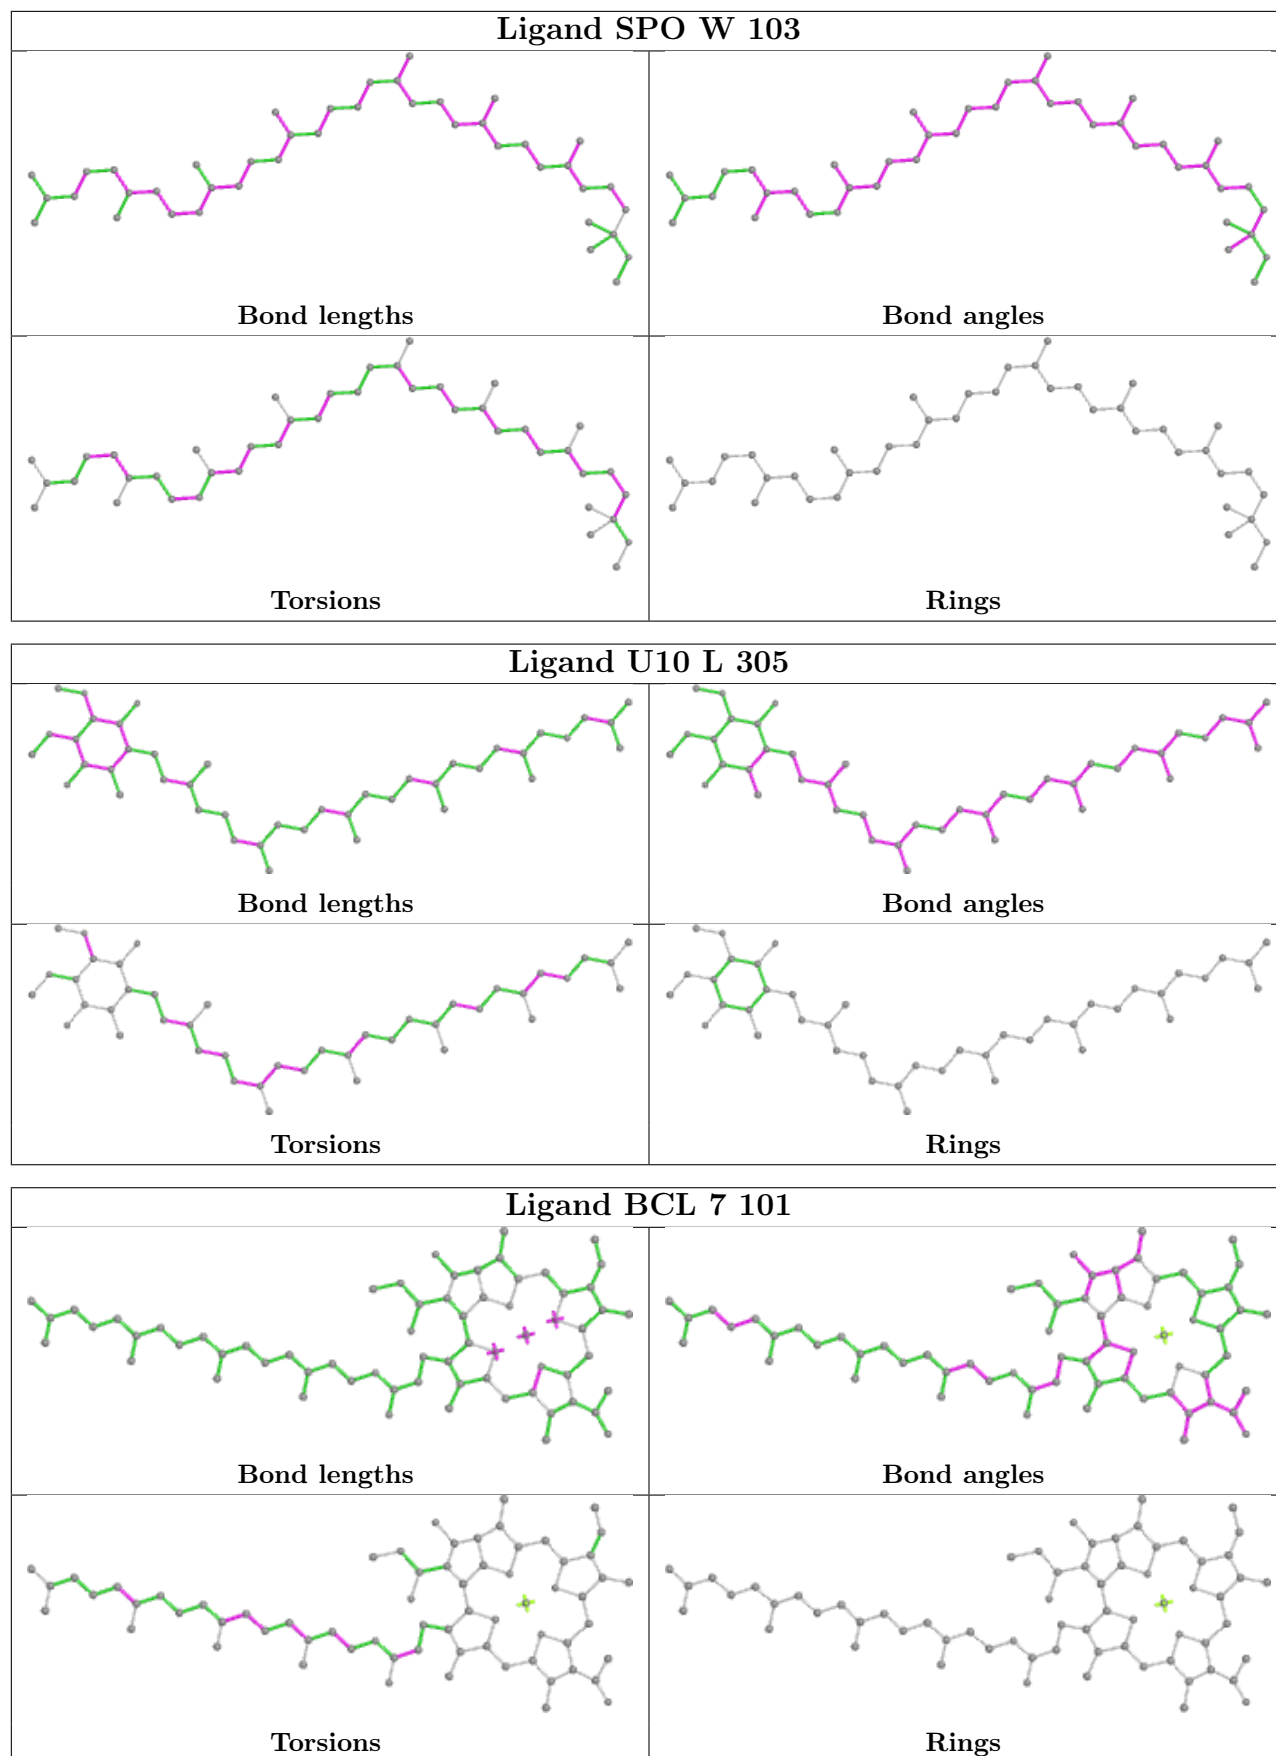 Ligand SPO W 103
Bond lengths
Bond angles
Torsions
Rings
Ligand U10 L 305
Bond lengths
Bond angles
Torsions
Rings
Ligand BCL 7 101
Bond lengths
Bond angles
Torsions
Rings